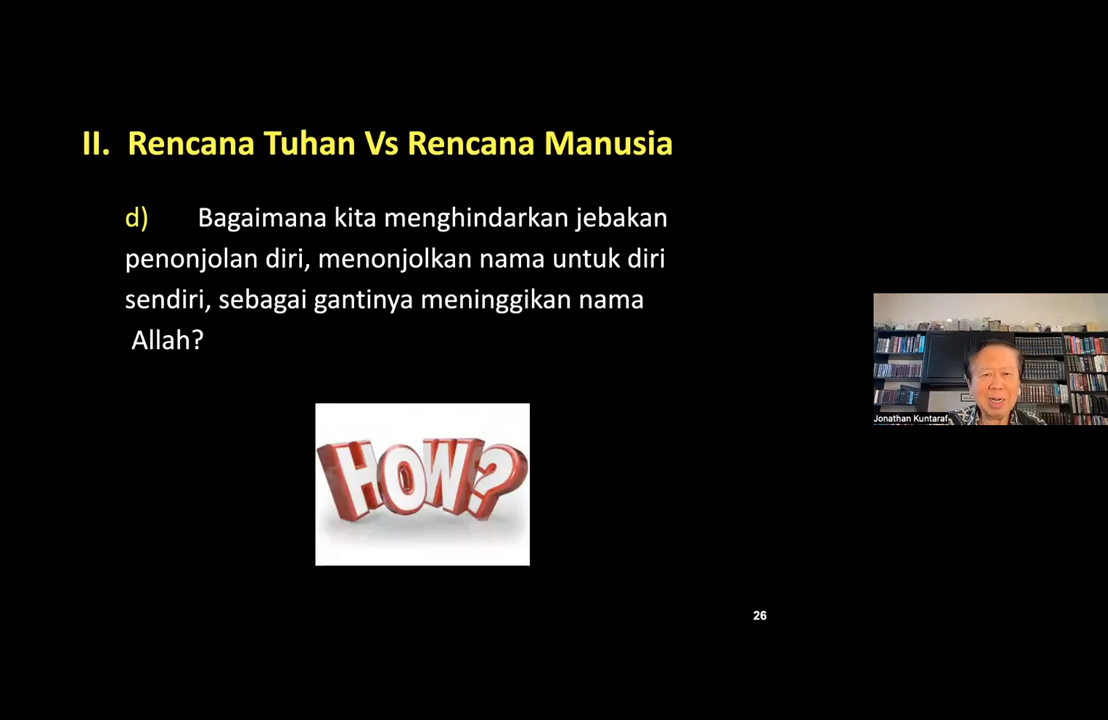 II. Rencana Tuhan Vs Rencana Manusia
d) Bagaimana kita menghindarkan jebakan
penonjolan diri, menonjolkan nama untuk diri
sendiri, sebagai gantinya meninggikan nama
Allah?
HOW?
Jonathan Kuntaraf
26